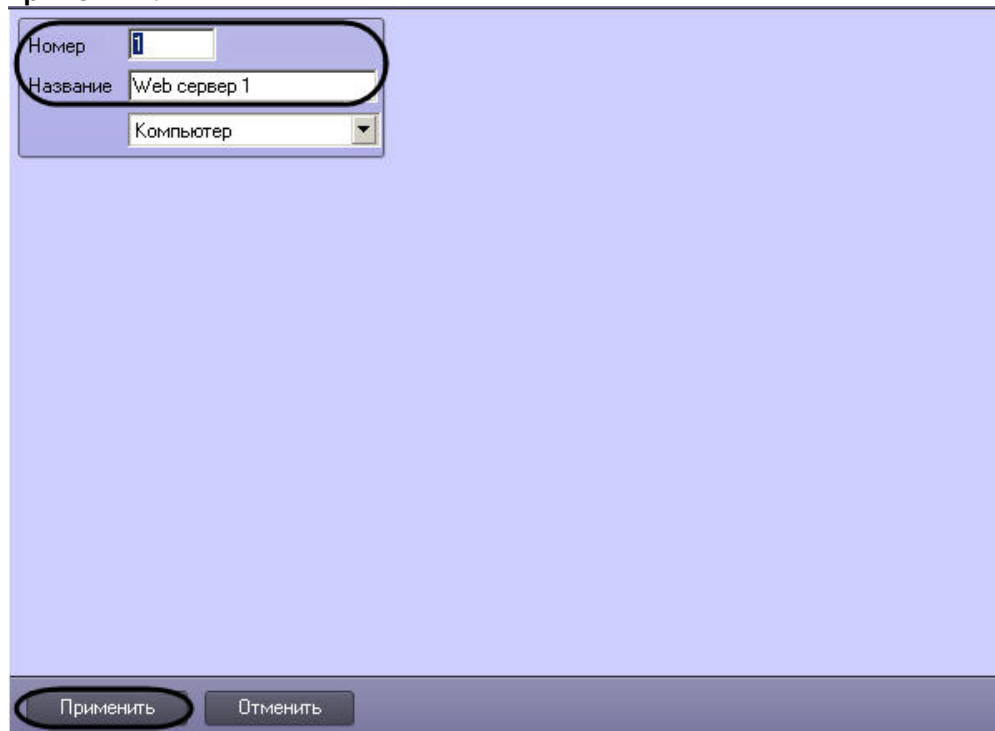 Номер 1
Название Web сервер 1
Компьютер
Применить Отменить